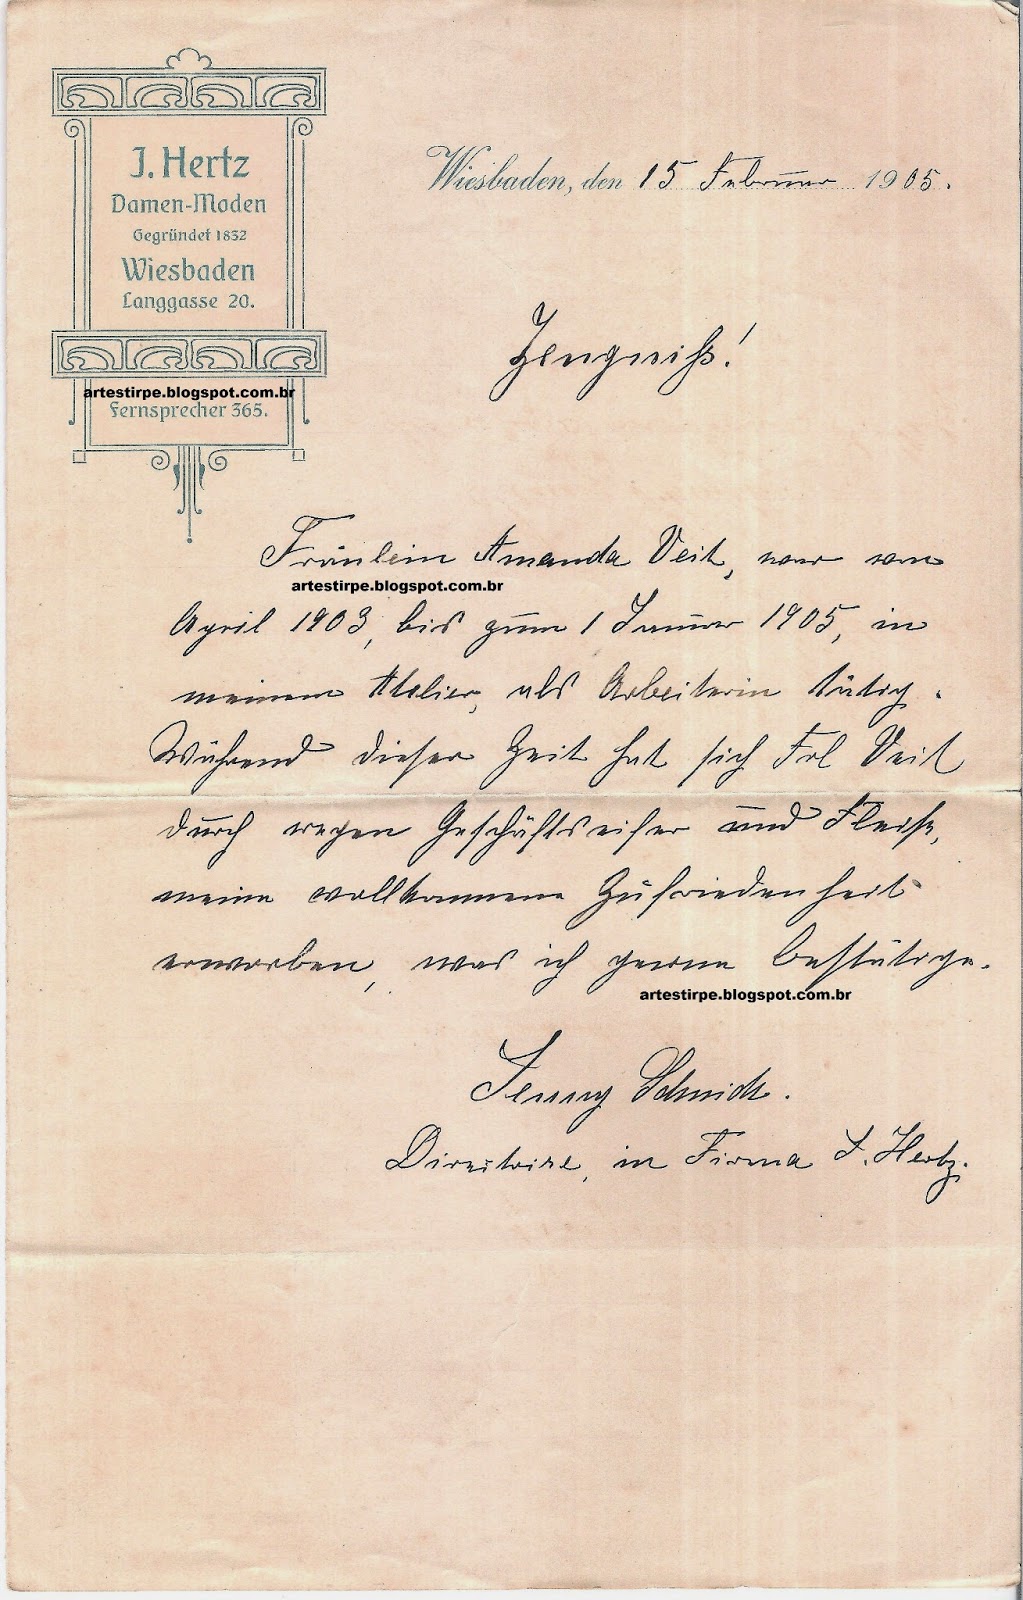 J. Hertz
Damen-Moden
Gegründet 1832
Wiesbaden
Langgasse 20.
artestirpe.blogspot.com.br
Fernsprecher 365.
Wiesbaden, den 15 Februar 1905.
Zeugniß!
Fräulein Amanda Veit, war von
artestirpe.blogspot.com.br
April 1903, bis zum 1 Januar 1905, in
meinem Atelier, als Arbeiterin tätig.
Während dieser Zeit hat sich Frl Veit
durch regen Geschäftseifer und Fleiß,
meine vollkommene Zufriedenheit
erworben, was ich gerne bestätige.
artestirpe.blogspot.com.br
Jenny Schmidt.
Directrice, in Firma J. Hertz.